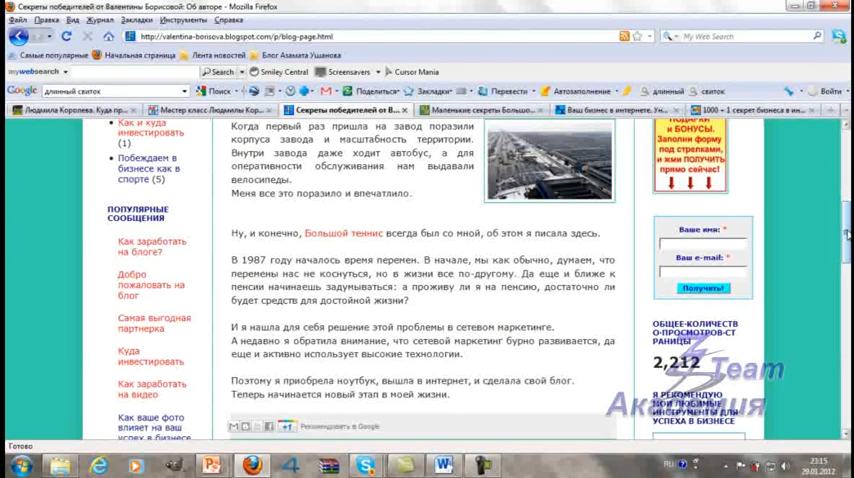 Секреты победителей от Валентины Борисовой: Об авторе - Mozilla Firefox
Файл Правка Вид Журнал Закладки Инструменты Справка
http://valentina-borisova.blogspot.com/p/blog-page.html
My Web Search
Самые популярные Начальная страница Лента новостей Блог Азамата Ушанова
mywebsearch Search Smiley Central Screensavers Cursor Mania
Google длинный свиток Поиск Поделиться Закладки Перевести Автозаполнение длинный свиток Войти
Людмила Королева. Куда пр... Мастер класс Людмилы Кор... Секреты победителей от В... Маленькие секреты Большо... Ваш бизнес в интернете. Ун... 1000 + 1 секрет бизнеса в ин...
Как и куда
инвестировать
(1)
Побеждаем в
бизнесе как в
спорте (5)
ПОПУЛЯРНЫЕ
СООБЩЕНИЯ
Как заработать
на блоге?
Добро
пожаловать на
блог
Самая выгодная
партнерка
Куда
инвестировать
Как заработать
на видео
Как ваше фото
влияет на ваш
успех в бизнесе
Когда первый раз пришла на завод поразили
корпуса завода и масштабность территории.
Внутри завода даже ходит автобус, а для
оперативности обслуживания нам выдавали
велосипеды.
Меня все это поразило и впечатлило.
Ну, и конечно, Большой теннис всегда был со мной, об этом я писала здесь.
В 1987 году началось время перемен. В начале, мы как обычно, думаем, что
перемены нас не коснуться, но в жизни все по-другому. Да еще и ближе к
пенсии начинаешь задумываться: а проживу ли я на пенсию, достаточно ли
будет средств для достойной жизни?
И я нашла для себя решение этой проблемы в сетевом маркетинге.
А недавно я обратила внимание, что сетевой маркетинг бурно развивается, да
еще и активно использует высокие технологии.
Поэтому я приобрела ноутбук, вышла в интернет, и сделала свой блог.
Теперь начинается новый этап в моей жизни.
+1 Рекомендовать в Google
ПОДАРКИ
и БОНУСЫ.
Заполни форму
под стрелками,
и жми ПОЛУЧИТЬ
прямо сейчас!
Ваше имя: *
Ваш e-mail: *
Получить!
ОБЩЕЕ-КОЛИЧЕСТВ
О-ПРОСМОТРОВ-СТ
РАНИЦЫ
2,212
Team
Академия
Я РЕКОМЕНДУЮ
МОИ ЛЮБИМЫЕ
ИНСТРУМЕНТЫ ДЛЯ
УСПЕХА В БИЗНЕСЕ
Готово
RU
23:15
29.01.2012